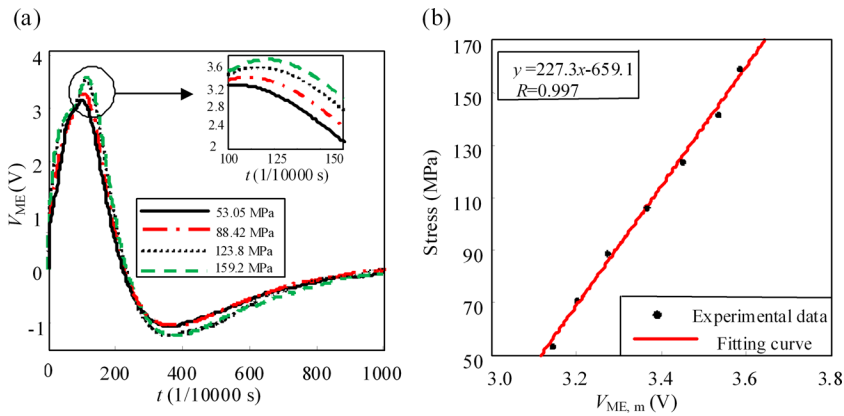 (a)
4
3
2
1
0
-1
V_ME (V)
0
200
400
600
800
1000
t (1/10000 s)
3.6
3.2
2.8
2.4
2
100
125
150
t (1/10000 s)
53.05 MPa
88.42 MPa
123.8 MPa
159.2 MPa
(b)
170
150
130
110
90
70
50
Stress (MPa)
y =227.3x-659.1
R=0.997
Experimental data
Fitting curve
3.0
3.2
3.4
3.6
3.8
V_ME, m (V)